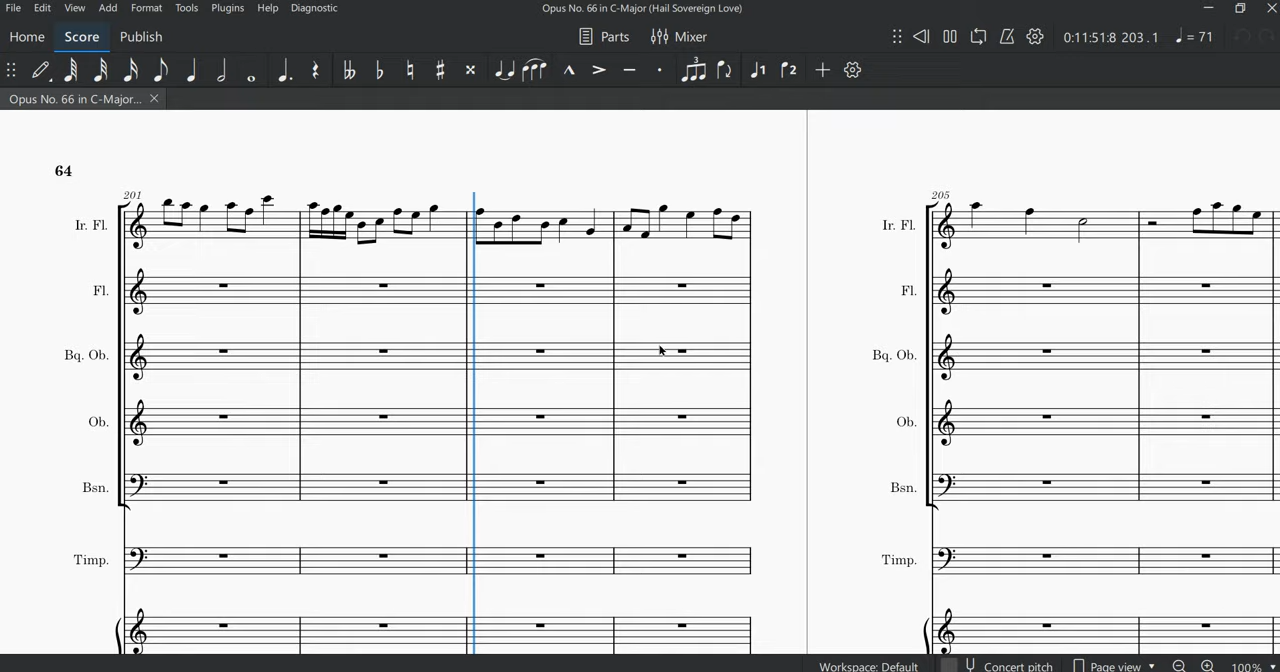 File Edit View Add Format Tools Plugins Help Diagnostic Opus No. 66 in C-Major (Hail Sovereign Love)
Home Score Publish Parts Mixer 0:11:51:8 203.1 = 71
3 1 2
Opus No. 66 in C-Major...
64
201 205
Ir. Fl. Ir. Fl.
Fl. Fl.
Bq. Ob. Bq. Ob.
Ob. Ob.
Bsn. Bsn.
Timp. Timp.
Workspace: Default Concert pitch Page view 100%